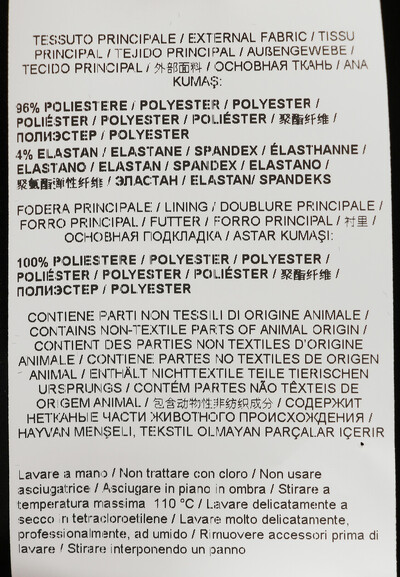 TESSUTO PRINCIPALE / EXTERNAL FABRIC / TISSU
PRINCIPAL / TEJIDO PRINCIPAL / AUßENGEWEBE /
TECIDO PRINCIPAL / 外部面料 / ОСНОВНАЯ ТКАНЬ / ANA
KUMAŞ:
96% POLIESTERE / POLYESTER / POLYESTER /
POLIÉSTER / POLYESTER / POLIÉSTER / 聚酯纤维 /
ПОЛИЭСТЕР / POLYESTER
4% ELASTAN / ELASTANE / SPANDEX / ÉLASTHANNE /
ELASTANO / ELASTAN / SPANDEX / ELASTANO /
聚氨酯弹性纤维 / ЭЛАСТАН / ELASTAN/ SPANDEKS
FODERA PRINCIPALE / LINING / DOUBLURE PRINCIPALE /
FORRO PRINCIPAL / FUTTER / FORRO PRINCIPAL / 衬里 /
ОСНОВНАЯ ПОДКЛАДКА / ASTAR KUMAŞI:
100% POLIESTERE / POLYESTER / POLYESTER /
POLIÉSTER / POLYESTER / POLIÉSTER / 聚酯纤维 /
ПОЛИЭСТЕР / POLYESTER
CONTIENE PARTI NON TESSILI DI ORIGINE ANIMALE /
CONTAINS NON-TEXTILE PARTS OF ANIMAL ORIGIN /
CONTIENT DES PARTIES NON TEXTILES D'ORIGINE
ANIMALE / CONTIENE PARTES NO TEXTILES DE ORIGEN
ANIMAL / ENTHÄLT NICHTTEXTILE TEILE TIERISCHEN
URSPRUNGS / CONTÉM PARTES NÃO TÊXTEIS DE
ORIGEM ANIMAL / 包含动物性非纺织成分 / СОДЕРЖИТ
НЕТКАНЫЕ ЧАСТИ ЖИВОТНОГО ПРОИСХОЖДЕНИЯ /
HAYVAN MENŞELİ, TEKSTIL OLMAYAN PARÇALAR İÇERİR
Lavare a mano / Non trattare con cloro / Non usare
asciugatrice / Asciugare in piano in ombra / Stirare a
temperatura massima 110 °C / Lavare delicatamente a
secco in tetracloroetilene / Lavare molto delicatamente,
professionalmente, ad umido / Rimuovere accessori prima di
lavare / Stirare interponendo un panno